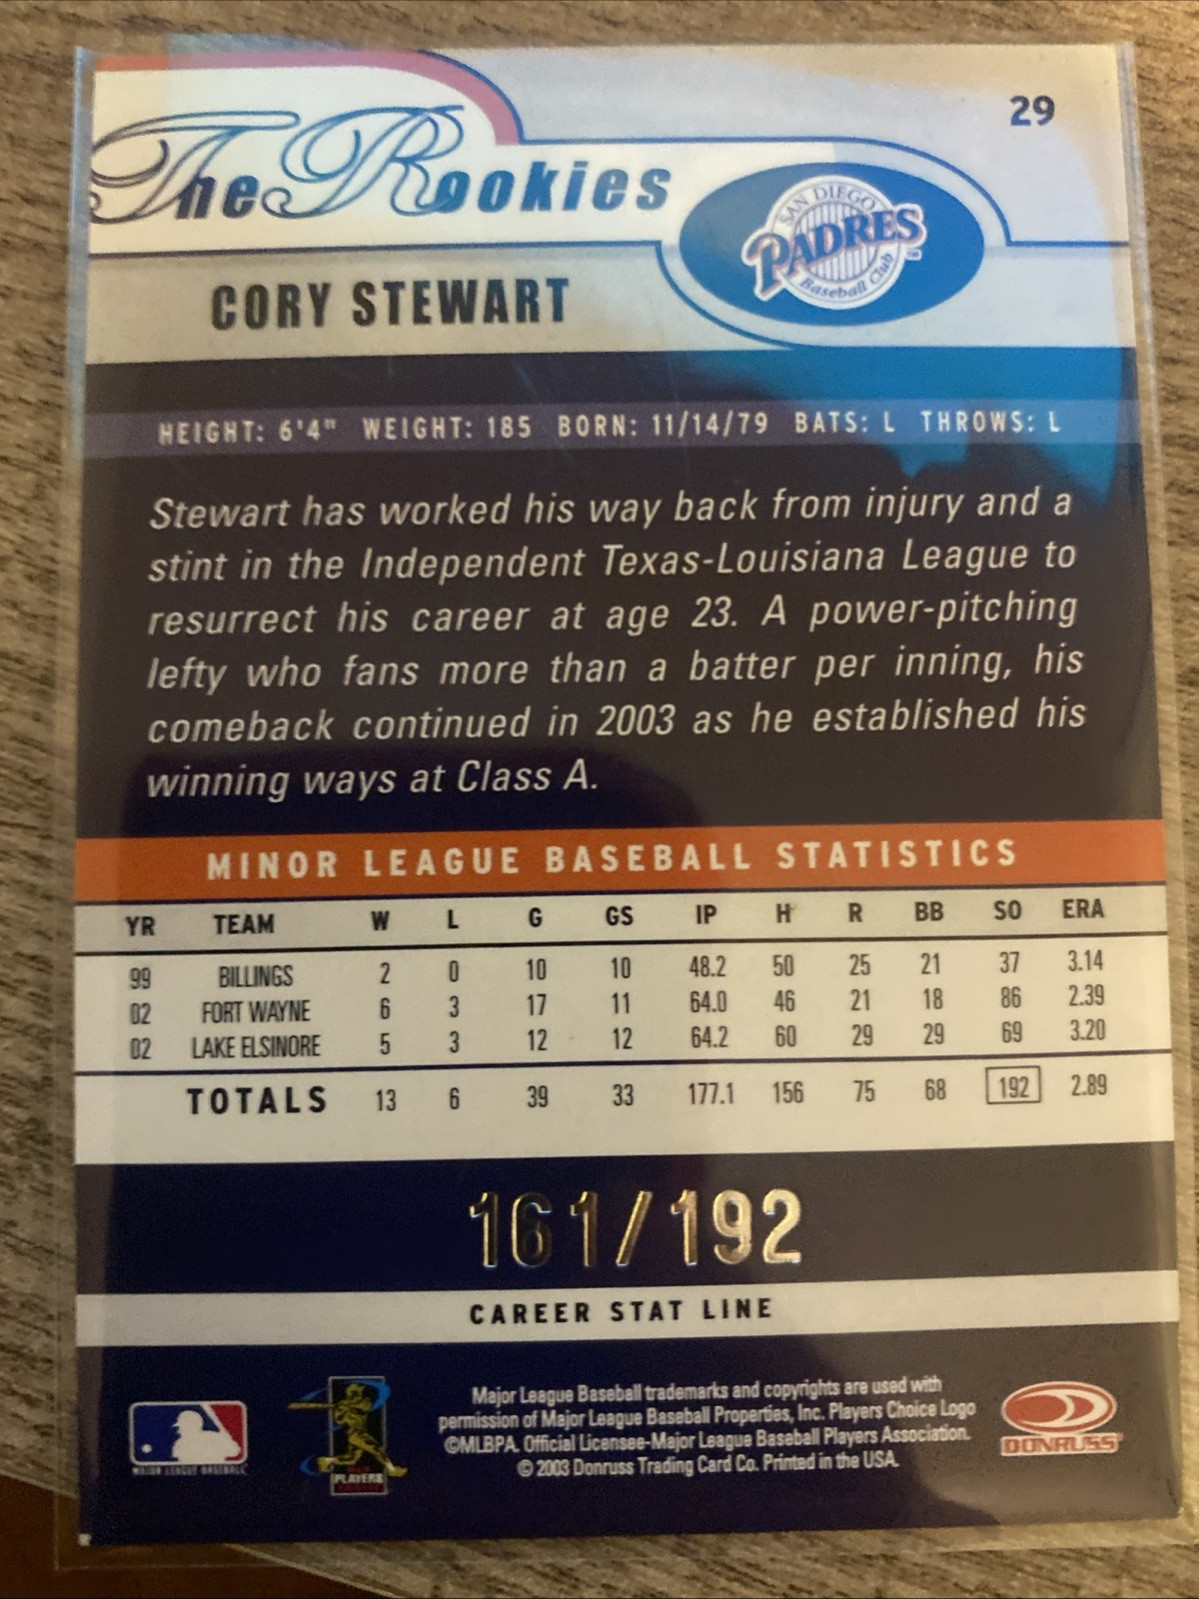 29
The Rookies
SAN DIEGO
PADRES
Baseball Club
CORY STEWART
HEIGHT: 6'4" WEIGHT: 185 BORN: 11/14/79 BATS: L THROWS: L
Stewart has worked his way back from injury and a
stint in the Independent Texas-Louisiana League to
resurrect his career at age 23. A power-pitching
lefty who fans more than a batter per inning, his
comeback continued in 2003 as he established his
winning ways at Class A.
MINOR LEAGUE BASEBALL STATISTICS
YR TEAM W L G GS IP H R BB SO ERA
99 BILLINGS 2 0 10 10 48.2 50 25 21 37 3.14
02 FORT WAYNE 6 3 17 11 64.0 46 21 18 86 2.39
02 LAKE ELSINORE 5 3 12 12 64.2 60 29 29 69 3.20
TOTALS 13 6 39 33 177.1 156 75 68 192 2.89
161/192
CAREER STAT LINE
Major League Baseball trademarks and copyrights are used with
permission of Major League Baseball Properties, Inc. Players Choice Logo
©MLBPA. Official Licensee-Major League Baseball Players Association.
© 2003 Donruss Trading Card Co. Printed in the USA.
MAJOR LEAGUE BASEBALL
PLAYERS
DONRUSS